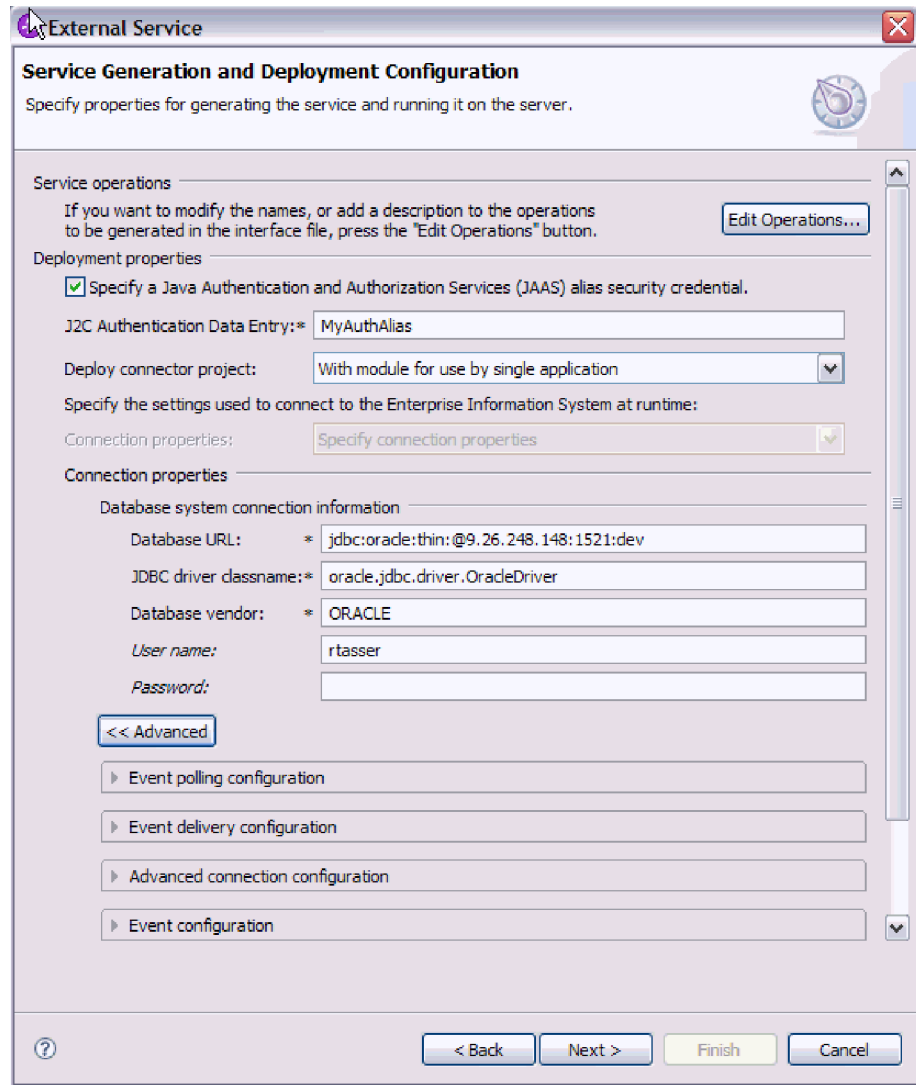 External Service
Service Generation and Deployment Configuration
Specify properties for generating the service and running it on the server.
Service operations
If you want to modify the names, or add a description to the operations
to be generated in the interface file, press the "Edit Operations" button.
Edit Operations...
Deployment properties
Specify a Java Authentication and Authorization Services (JAAS) alias security credential.
J2C Authentication Data Entry:* MyAuthAlias
Deploy connector project: With module for use by single application
Specify the settings used to connect to the Enterprise Information System at runtime:
Connection properties: Specify connection properties
Connection properties
Database system connection information
Database URL: * jdbc:oracle:thin:@9.26.248.148:1521:dev
JDBC driver classname:* oracle.jdbc.driver.OracleDriver
Database vendor: * ORACLE
User name: rtasser
Password:
<< Advanced
Event polling configuration
Event delivery configuration
Advanced connection configuration
Event configuration
? < Back Next > Finish Cancel